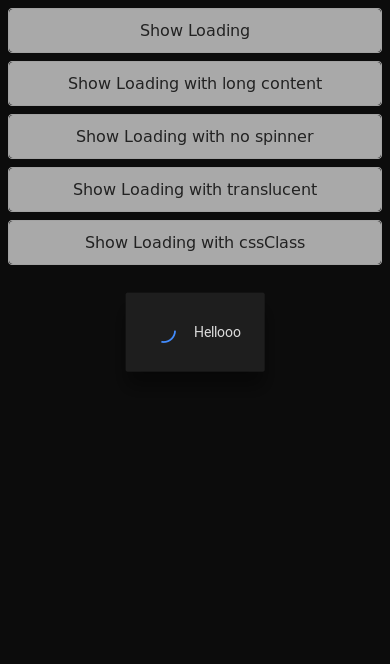 Show Loading
Show Loading with long content
Show Loading with no spinner
Show Loading with translucent
Show Loading with cssClass
Hellooo